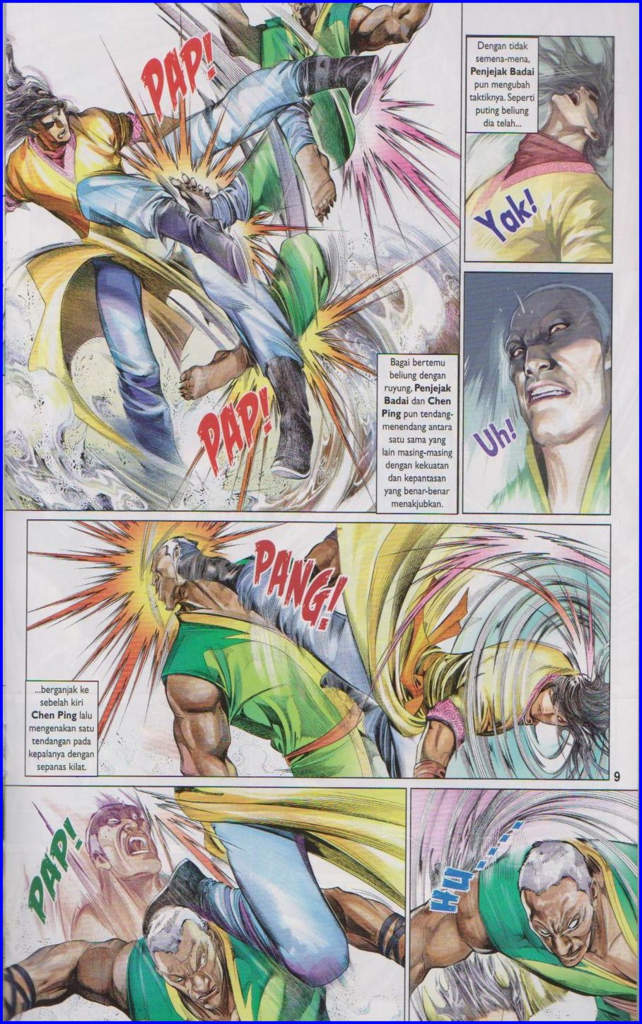 PAP!
Dengan tidak
semena-mena,
Penjejak Badai
pun mengubah
taktiknya. Seperti
puting beliung
dia telah...
Yak!
Bagai bertemu
beliung dengan
ruyung, Penjejak
Badai dan Chen
Ping pun tendang-
menendang antara
satu sama yang
lain masing-masing
dengan kekuatan
dan kepantasan
yang benar-benar
menakjubkan.
PAP!
Uh!
PANG!
...berganjak ke
sebelah kiri
Chen Ping lalu
mengenakan satu
tendangan pada
kepalanya dengan
sepanas kilat.
9
PAP!
HU.....